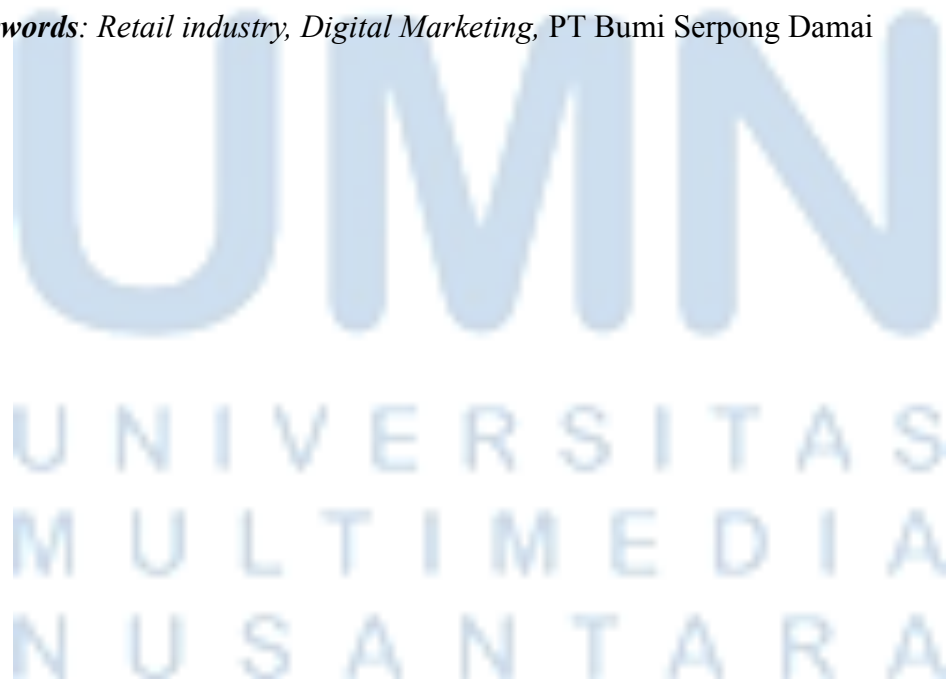 words: Retail industry, Digital Marketing, PT Bumi Serpong Damai
UMN
UNIVERSITAS
MULTIMEDIA
NUSANTARA